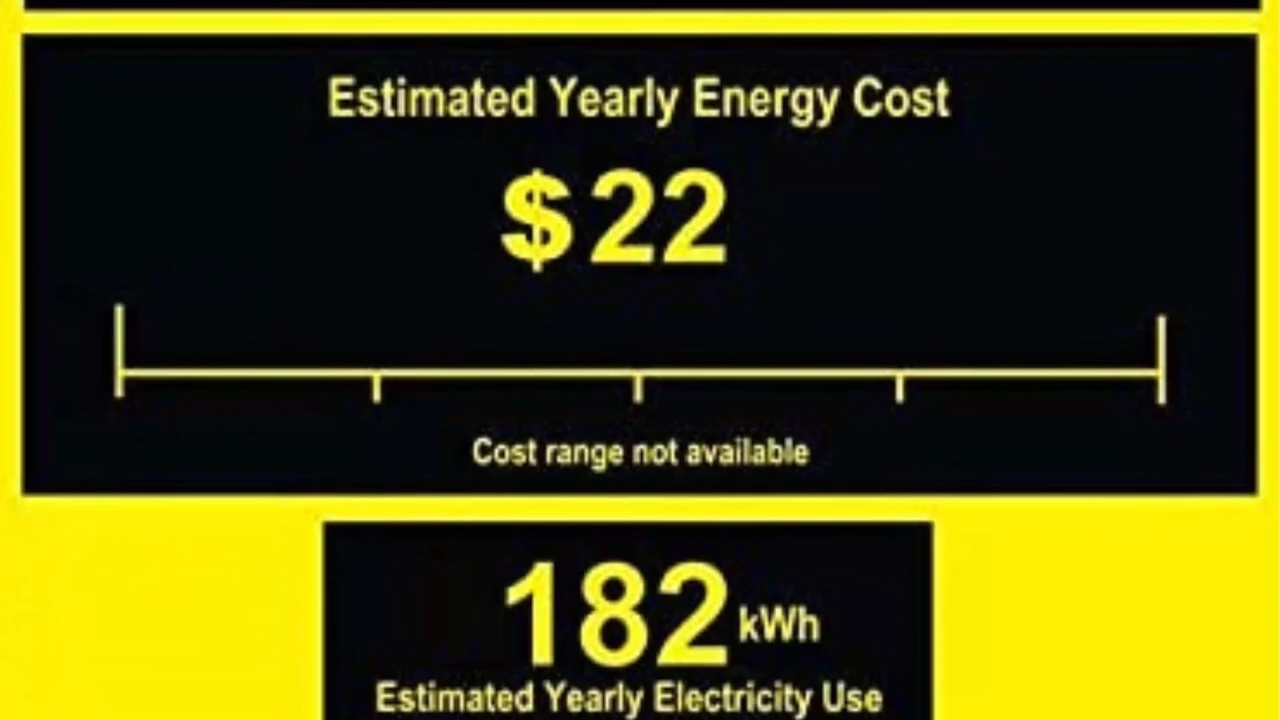 Estimated Yearly Energy Cost
$22
Cost range not available
182 kWh
Estimated Yearly Electricity Use